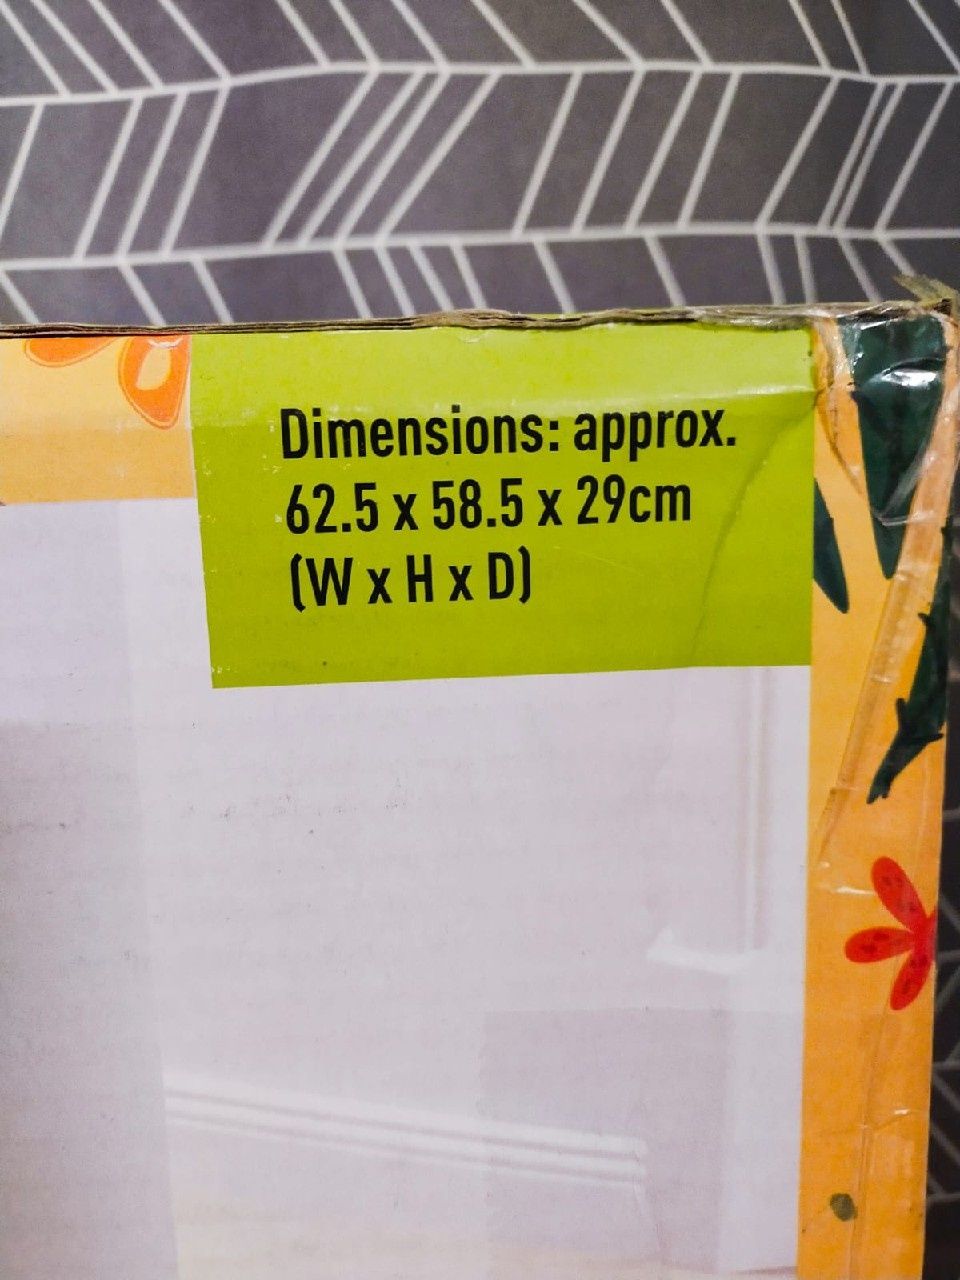 Dimensions: approx.
62.5 x 58.5 x 29cm
(W x H x D)